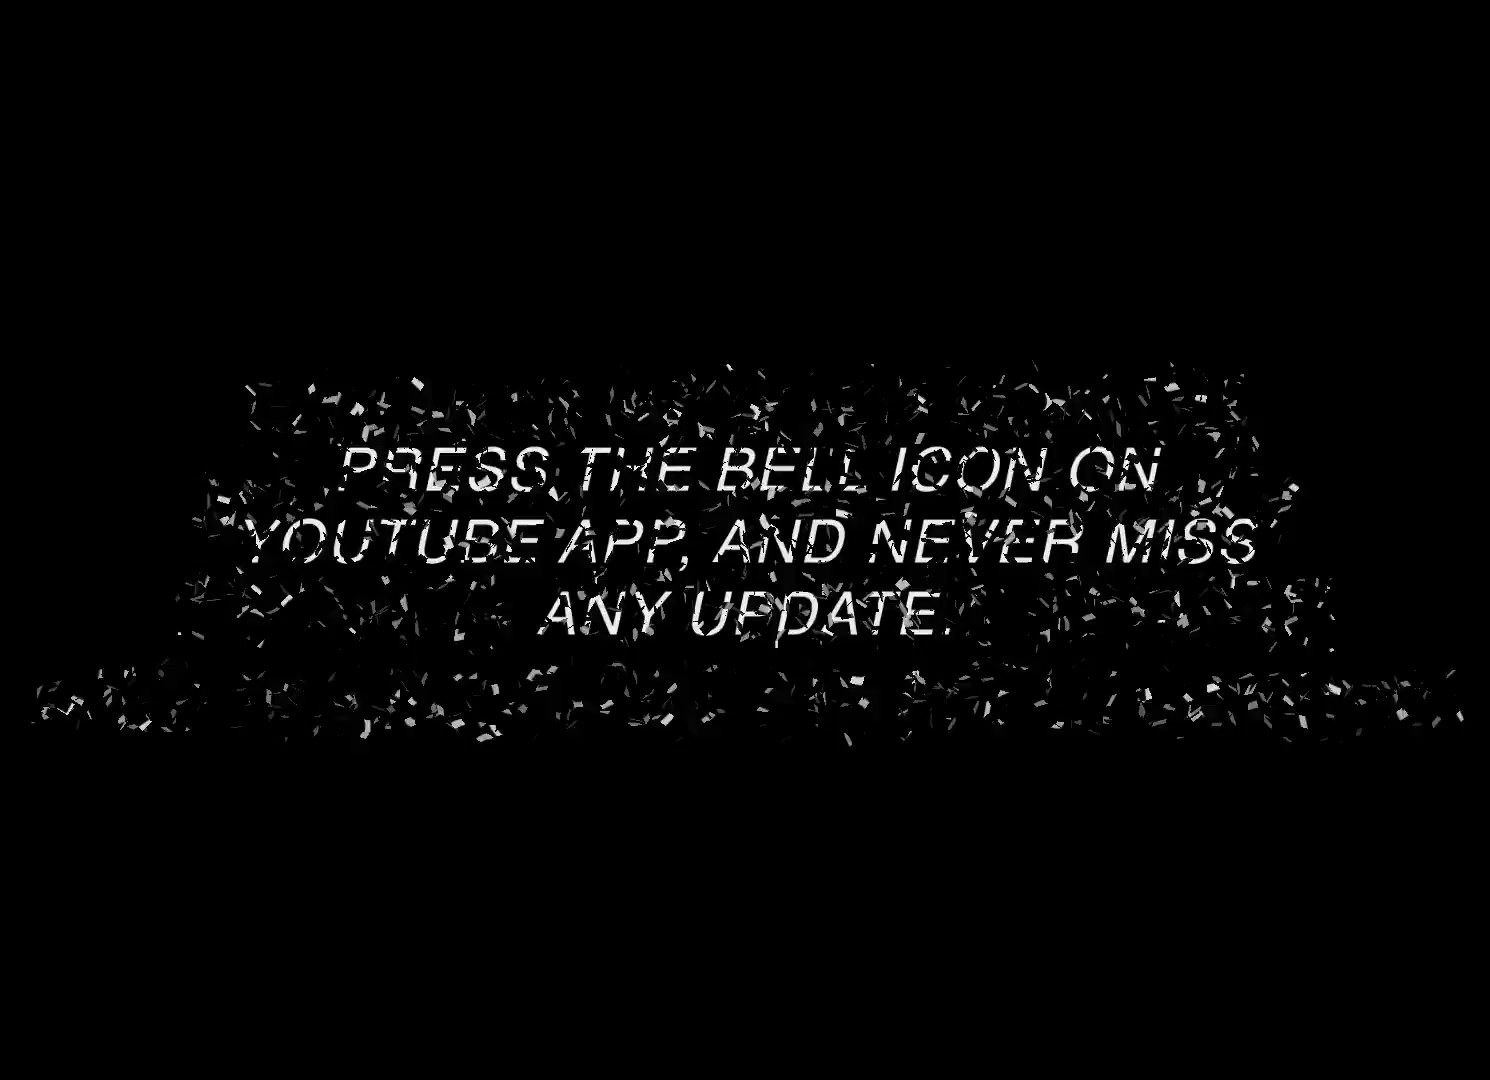 PRESS THE BELL ICON ON
YOUTUBE APP, AND NEVER MISS
ANY UPDATE.